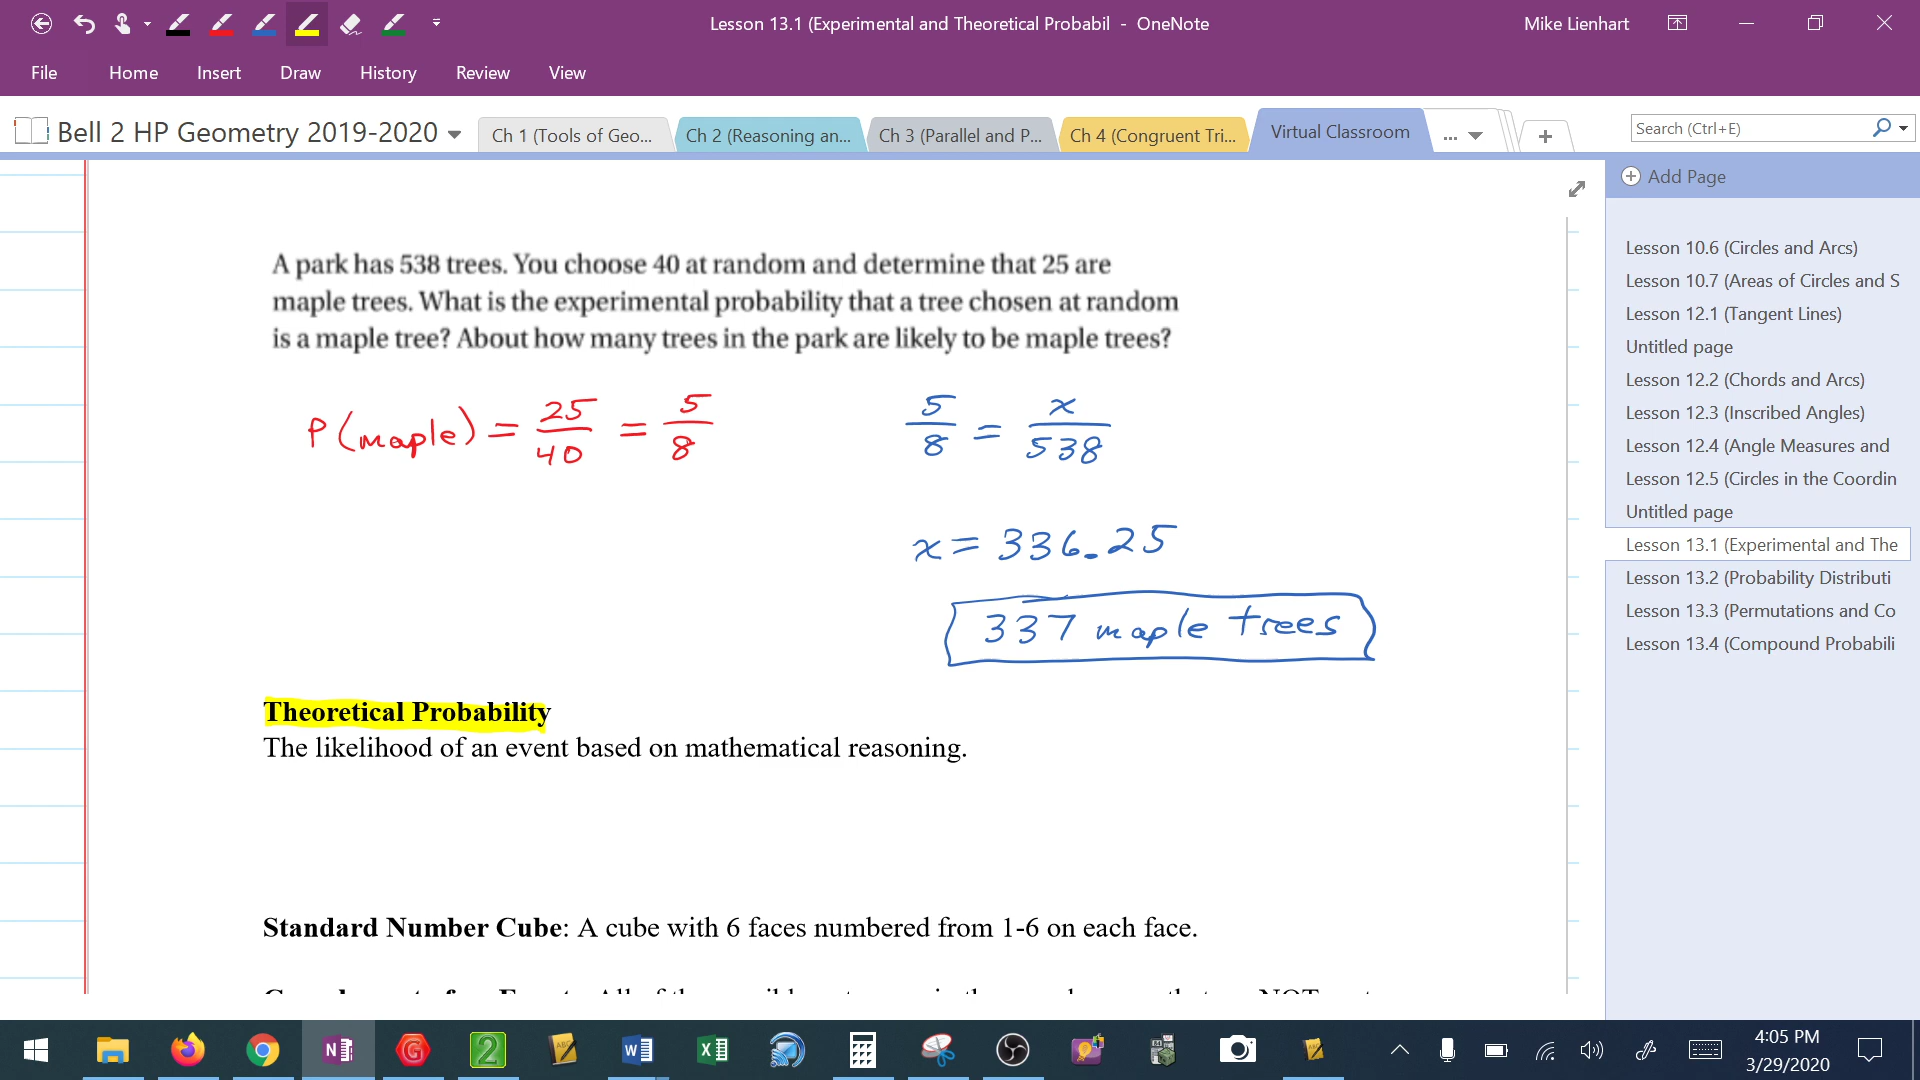 Lesson 13.1 (Experimental and Theoretical Probabil - OneNote
Mike Lienhart
File Home Insert Draw History Review View
Bell 2 HP Geometry 2019-2020
Ch 1 (Tools of Geo...
Ch 2 (Reasoning an...
Ch 3 (Parallel and P...
Ch 4 (Congruent Tri...
Virtual Classroom
...
+
Search (Ctrl+E)
A park has 538 trees. You choose 40 at random and determine that 25 are
maple trees. What is the experimental probability that a tree chosen at random
is a maple tree? About how many trees in the park are likely to be maple trees?
P(maple) = 25/40 = 5/8
5/8 = x/538
x = 336.25
337 maple trees
Theoretical Probability
The likelihood of an event based on mathematical reasoning.
Standard Number Cube: A cube with 6 faces numbered from 1-6 on each face.
Add Page
Lesson 10.6 (Circles and Arcs)
Lesson 10.7 (Areas of Circles and S
Lesson 12.1 (Tangent Lines)
Untitled page
Lesson 12.2 (Chords and Arcs)
Lesson 12.3 (Inscribed Angles)
Lesson 12.4 (Angle Measures and
Lesson 12.5 (Circles in the Coordin
Untitled page
Lesson 13.1 (Experimental and The
Lesson 13.2 (Probability Distributi
Lesson 13.3 (Permutations and Co
Lesson 13.4 (Compound Probabili
4:05 PM
3/29/2020